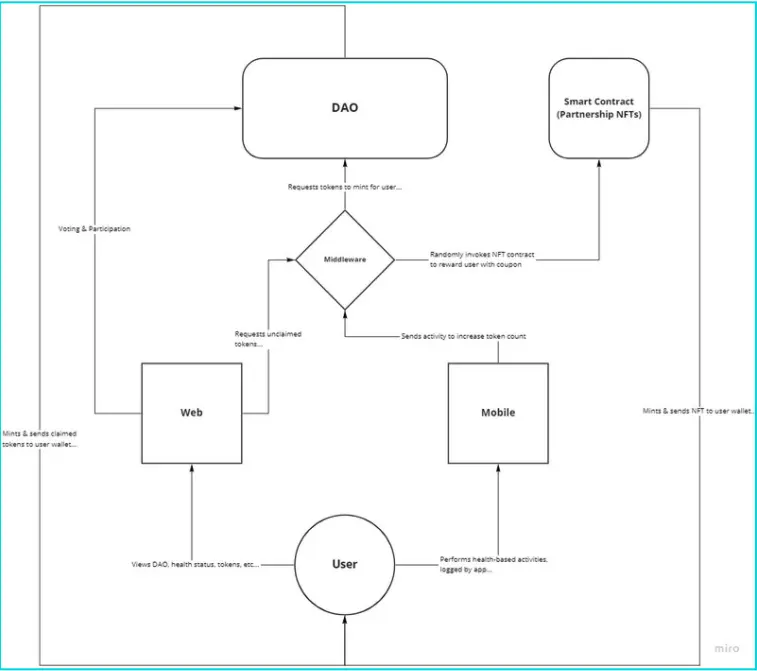 DAO
Smart Contract
(Partnership NFTs)
Requests tokens to mint for user...
Voting & Participation
Middleware
Randomly invokes NFT contract
to reward user with coupon
Requests unclaimed
tokens...
Sends activity to increase token count
Web
Mobile
Mints & sends NFT to user wallet...
Mints & sends claimed
tokens to user wallet...
Views DAO, health status, tokens, etc...
User
Performs health-based activities,
logged by app...
miro